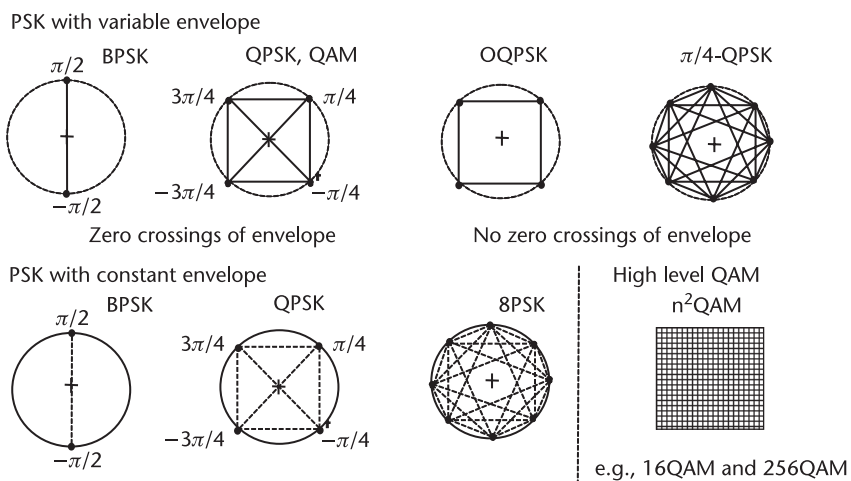 PSK with variable envelope
BPSK
QPSK, QAM
OQPSK
π/4-QPSK
π/2
3π/4
π/4
−3π/4
−π/4
−π/2
Zero crossings of envelope
No zero crossings of envelope
PSK with constant envelope
High level QAM
BPSK
QPSK
8PSK
n²QAM
π/2
3π/4
π/4
−3π/4
−π/4
−π/2
e.g., 16QAM and 256QAM